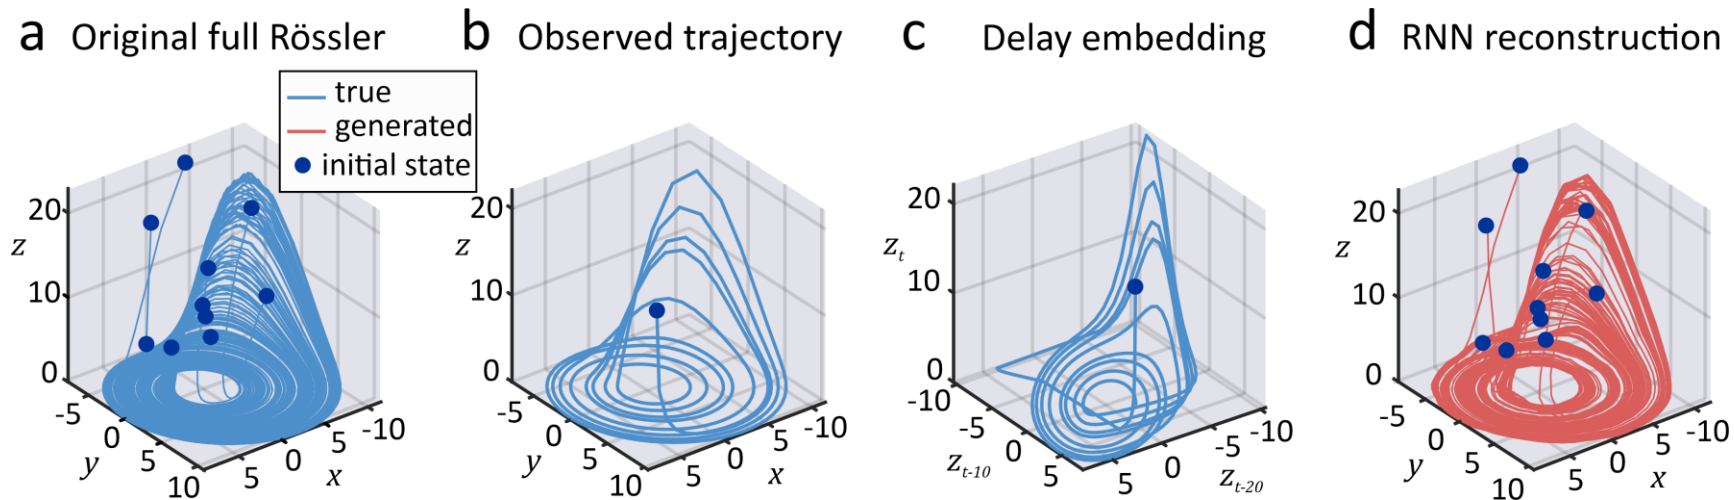 a Original full Rössler
true
generated
initial state
z
20
10
0
-5
0
5
10
y
5
0
5
-10
x
b Observed trajectory
z
20
10
0
-5
0
5
10
y
5
0
5
-10
x
c Delay embedding
z_t
20
10
0
-10
-5
0
5
z_{t-10}
5
0
-5
-10
z_{t-20}
d RNN reconstruction
z
20
10
0
-5
0
5
10
y
5
0
5
-10
x